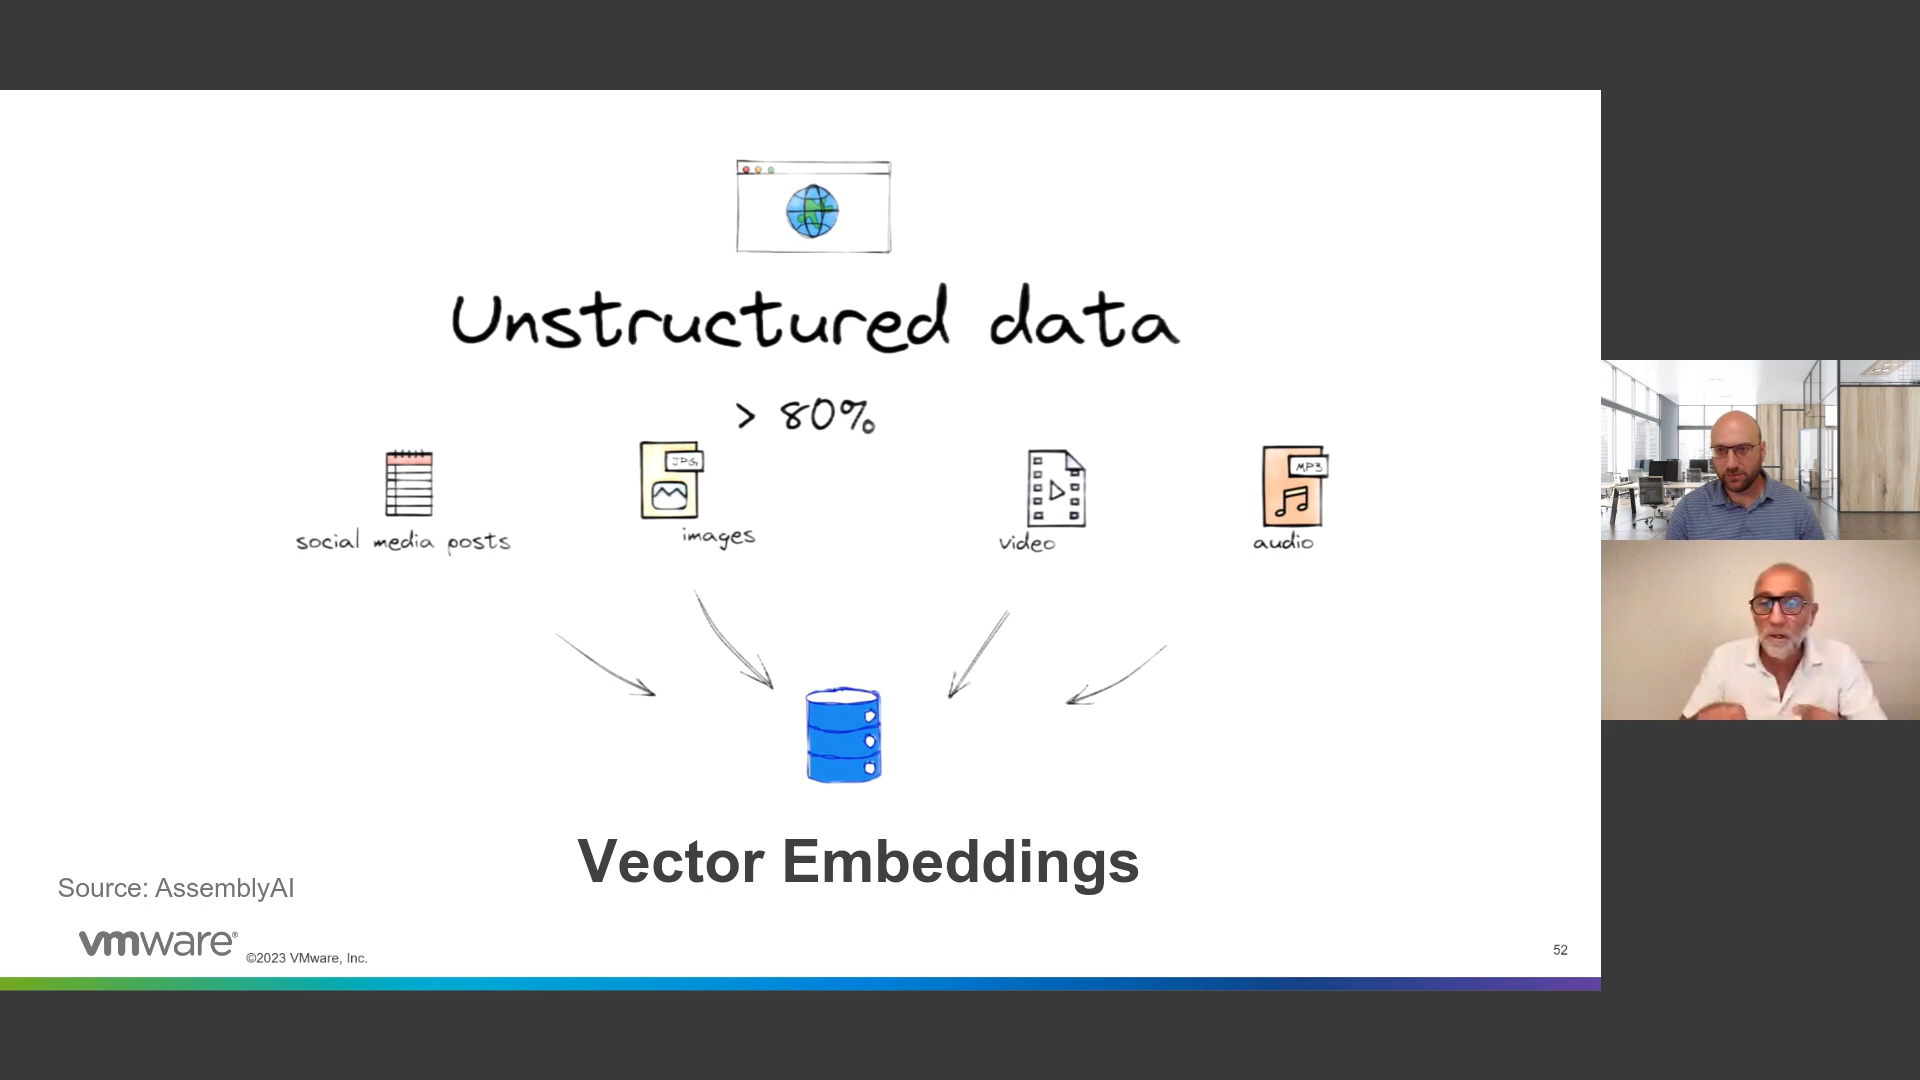 Unstructured data
> 80%
JPG
MP3
social media posts
images
video
audio
Vector Embeddings
Source: AssemblyAI
vmware®
©2023 VMware, Inc.
52